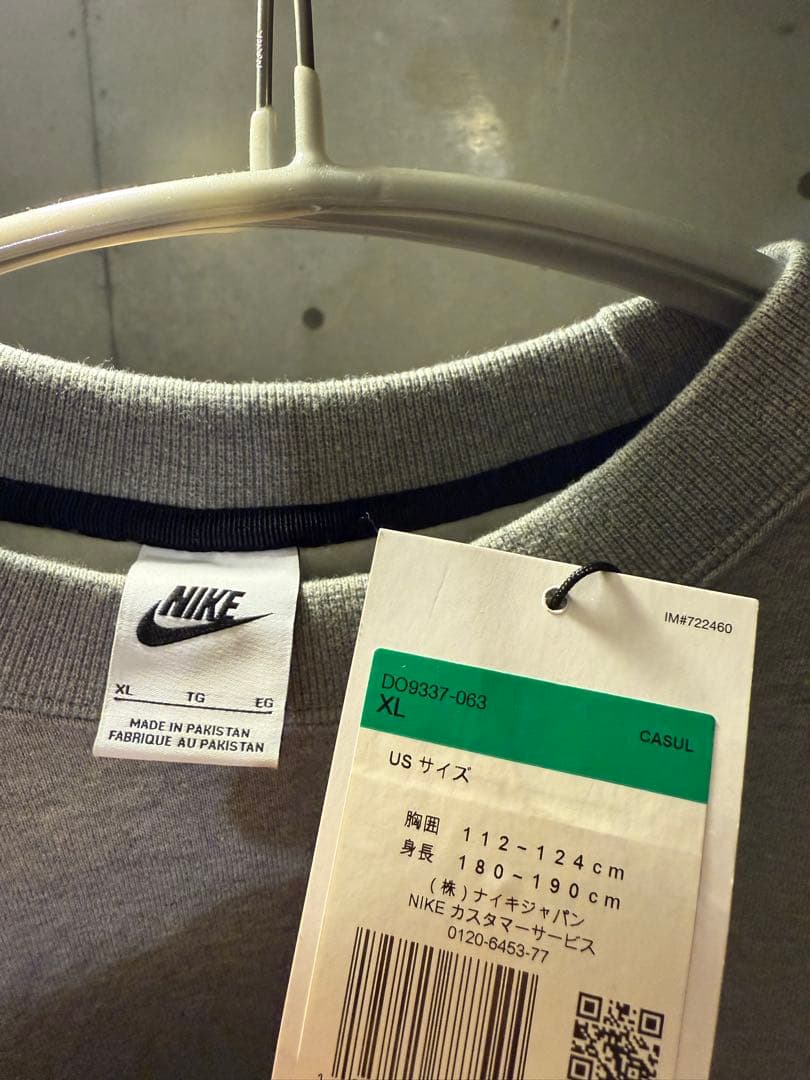 NIKE
XL TG EG
MADE IN PAKISTAN
FABRIQUE AU PAKISTAN
IM#722460
DO9337-063
XL
CASUL
US サイズ
胸囲 112-124cm
身長 180-190cm
(株)ナイキジャパン
NIKE カスタマーサービス
0120-6453-77